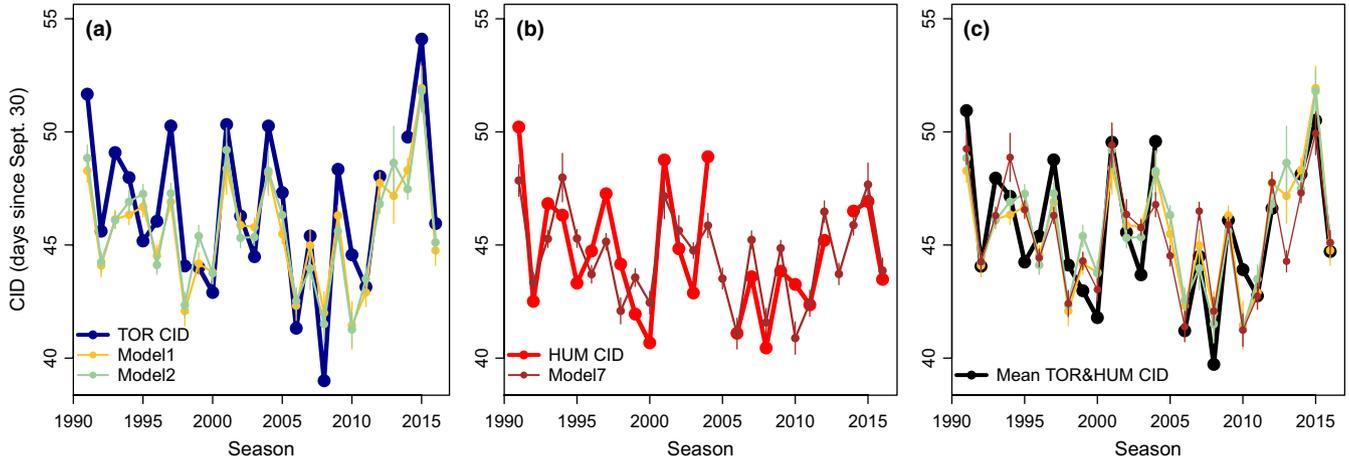 (a)
CID (days since Sept. 30)
55
50
45
40
TOR CID
Model1
Model2
1990 1995 2000 2005 2010 2015
Season
(b)
55
50
45
40
HUM CID
Model7
1990 1995 2000 2005 2010 2015
Season
(c)
55
50
45
40
Mean TOR&HUM CID
1990 1995 2000 2005 2010 2015
Season